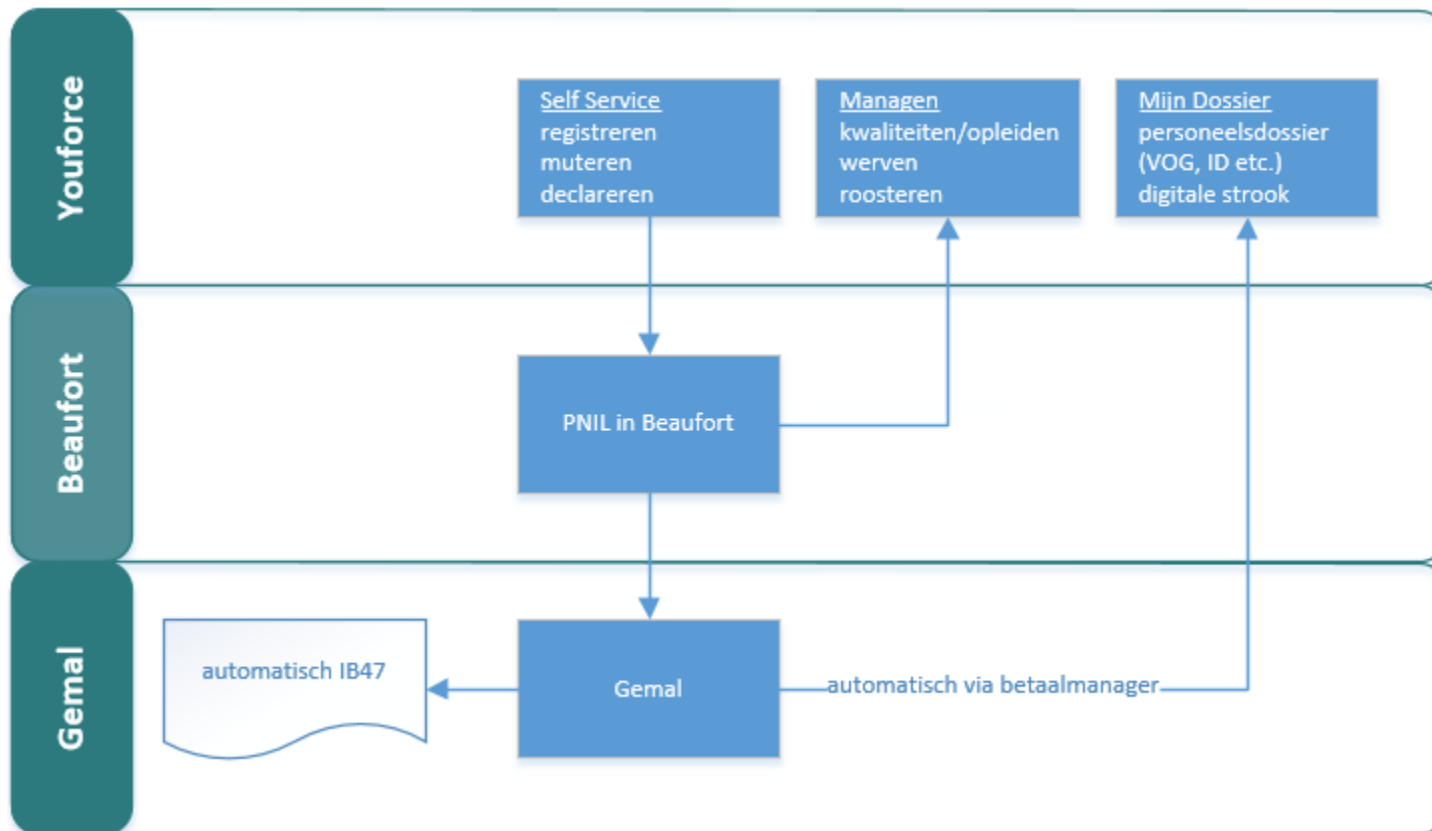 Youforce
Self Service
registreren
muteren
declareren
Managen
kwaliteiten/opleiden
werven
roosteren
Mijn Dossier
personeelsdossier
(VOG, ID etc.)
digitale strook
Beaufort
PNIL in Beaufort
Gemal
automatisch IB47
Gemal
automatisch via betaalmanager